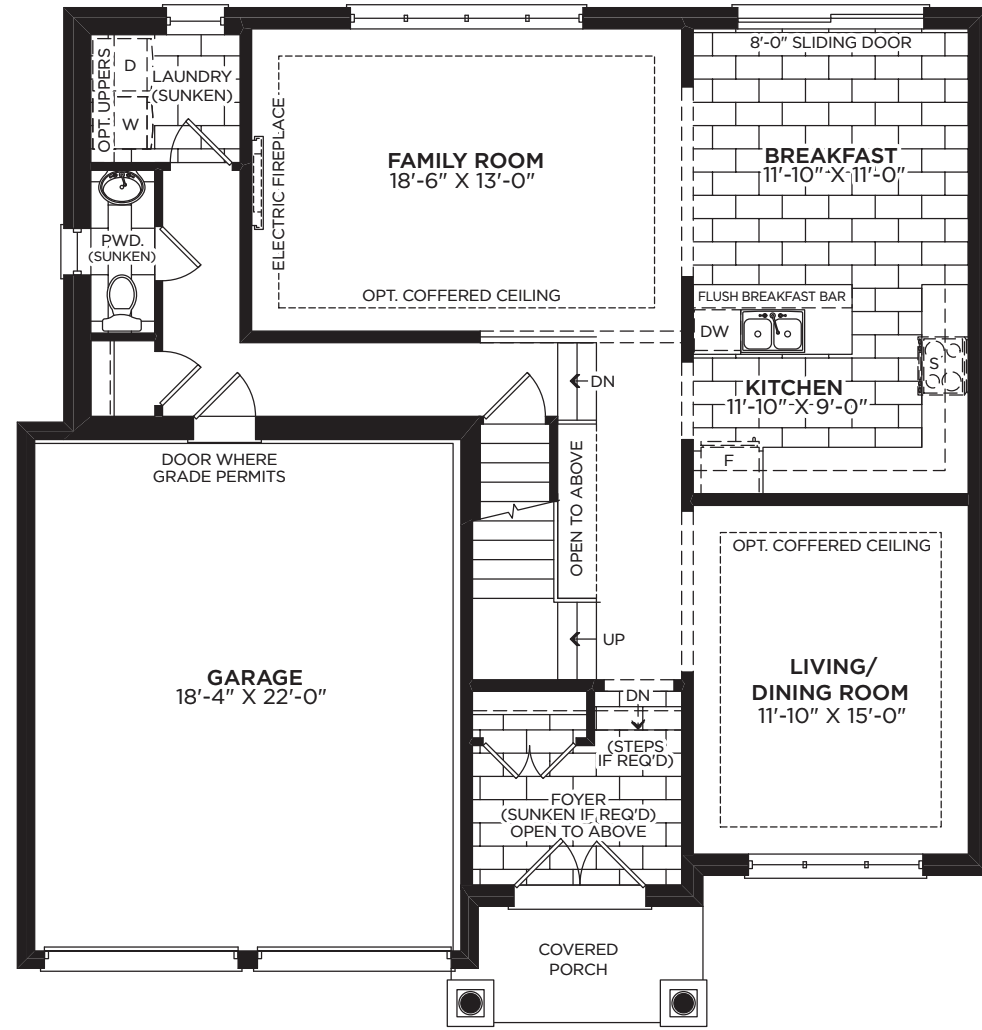 8'-0" SLIDING DOOR
OPT. UPPERS
D
LAUNDRY
(SUNKEN)
W
ELECTRIC FIREPLACE
FAMILY ROOM
18'-6" X 13'-0"
OPT. COFFERED CEILING
BREAKFAST
11'-10" X 11'-0"
PWD.
(SUNKEN)
FLUSH BREAKFAST BAR
DW
S
KITCHEN
11'-10" X 9'-0"
F
DN
DOOR WHERE
GRADE PERMITS
OPEN TO ABOVE
UP
OPT. COFFERED CEILING
LIVING/
DINING ROOM
11'-10" X 15'-0"
GARAGE
18'-4" X 22'-0"
DN
(STEPS
IF REQ'D)
FOYER
(SUNKEN IF REQ'D)
OPEN TO ABOVE
COVERED
PORCH